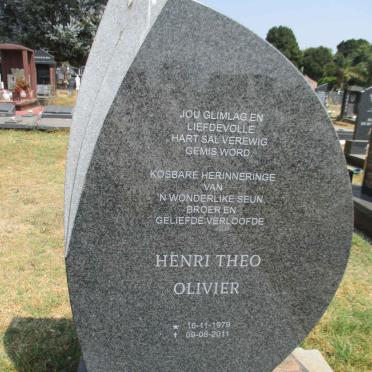 JOU GLIMLAG EN
LIEFDEVOLLE
HART SAL VEREWIG
GEMIS WORD
KOSBARE HERINNERINGE
VAN
'N WONDERLIKE SEUN,
BROER EN
GELIEFDE VERLOOFDE
HENRI THEO
OLIVIER
★ 16-11-1979
✝ 09-06-2011